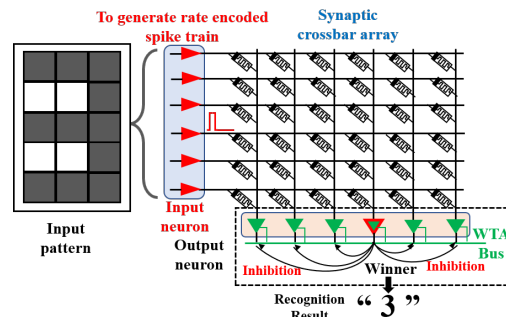 To generate rate encoded
spike train
Synaptic
crossbar array
Input
pattern
Input
neuron
Output
neuron
WTA
Bus
Inhibition
Winner
Inhibition
Recognition
Result
“ 3 ”